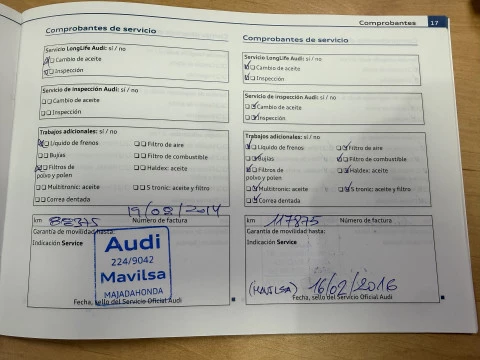 Comprobantes 17
Comprobantes de servicio
Servicio LongLife Audi: sí / no
Cambio de aceite
Inspección
Servicio de inspección Audi: sí / no
Cambio de aceite
Inspección
Trabajos adicionales: sí / no
Líquido de frenos
Filtro de aire
Bujías
Filtro de combustible
Filtros de polvo y polen
Haldex: aceite
Multitronic: aceite
S tronic: aceite y filtro
Correa dentada
19/08/2014
km
Número de factura
Garantía de movilidad hasta:
Indicación Service
Audi
224/9042
Mavilsa
MAJADAHONDA
Fecha, sello del Servicio Oficial Audi
Comprobantes de servicio
Servicio LongLife Audi: sí / no
Cambio de aceite
Inspección
Servicio de inspección Audi: sí / no
Cambio de aceite
Inspección
Trabajos adicionales: sí / no
Líquido de frenos
Filtro de aire
Bujías
Filtro de combustible
Filtros de polvo y polen
Haldex: aceite
Multitronic: aceite
S tronic: aceite y filtro
Correa dentada
km 117875
Número de factura
Garantía de movilidad hasta:
Indicación Service
(MAVILSA) 16/02/2016
Fecha, sello del Servicio Oficial Audi